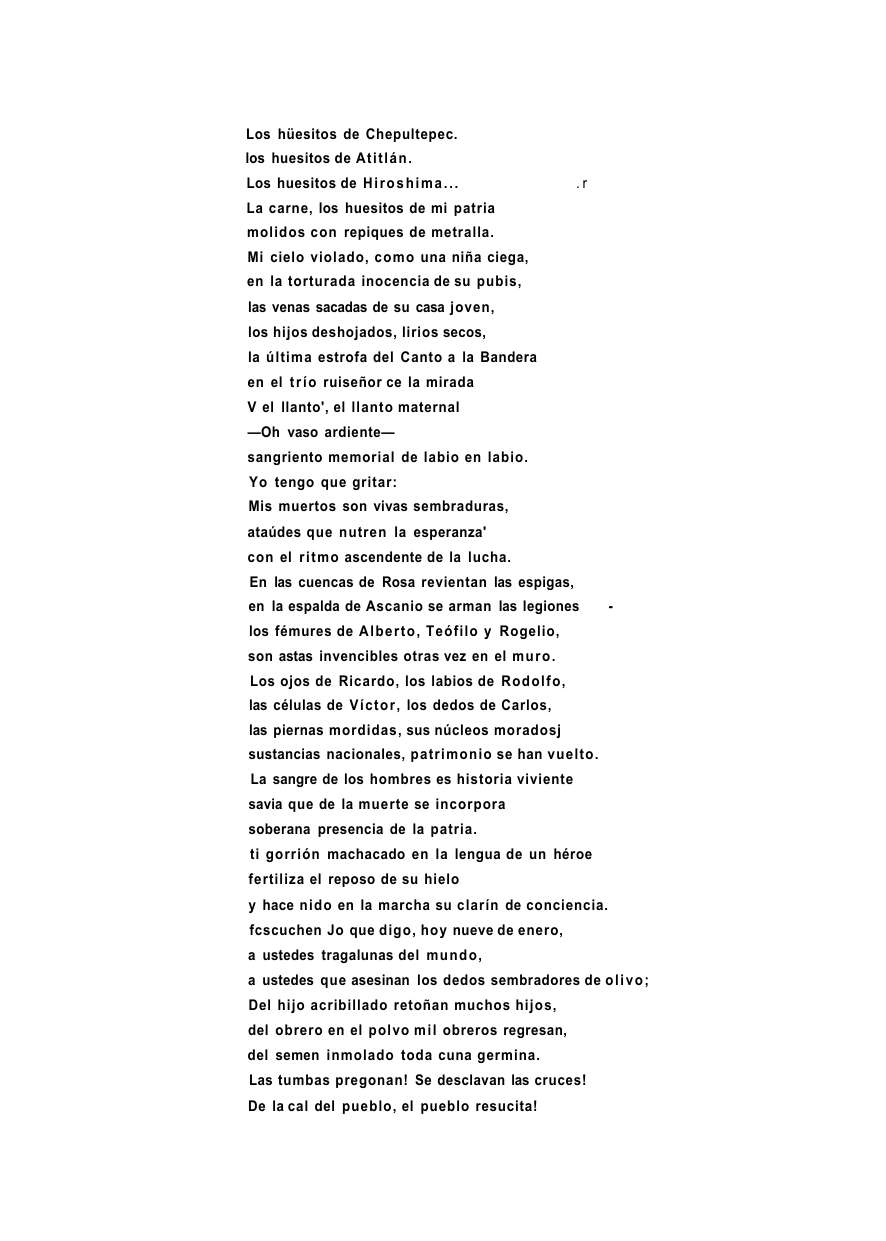 Los hüesitos de Chepultepec.
los huesitos de Atitlán.
Los huesitos de Hiroshima... .r
La carne, los huesitos de mi patria
molidos con repiques de metralla.
Mi cielo violado, como una niña ciega,
en la torturada inocencia de su pubis,
las venas sacadas de su casa joven,
los hijos deshojados, lirios secos,
la última estrofa del Canto a la Bandera
en el trío ruiseñor ce la mirada
V el llanto', el llanto maternal
—Oh vaso ardiente—
sangriento memorial de labio en labio.
Yo tengo que gritar:
Mis muertos son vivas sembraduras,
ataúdes que nutren la esperanza'
con el ritmo ascendente de la lucha.
En las cuencas de Rosa revientan las espigas,
en la espalda de Ascanio se arman las legiones -
los fémures de Alberto, Teófilo y Rogelio,
son astas invencibles otras vez en el muro.
Los ojos de Ricardo, los labios de Rodolfo,
las células de Víctor, los dedos de Carlos,
las piernas mordidas, sus núcleos moradosj
sustancias nacionales, patrimonio se han vuelto.
La sangre de los hombres es historia viviente
savia que de la muerte se incorpora
soberana presencia de la patria.
ti gorrión machacado en la lengua de un héroe
fertiliza el reposo de su hielo
y hace nido en la marcha su clarín de conciencia.
fcscuchen Jo que digo, hoy nueve de enero,
a ustedes tragalunas del mundo,
a ustedes que asesinan los dedos sembradores de olivo;
Del hijo acribillado retoñan muchos hijos,
del obrero en el polvo mil obreros regresan,
del semen inmolado toda cuna germina.
Las tumbas pregonan! Se desclavan las cruces!
De la cal del pueblo, el pueblo resucita!